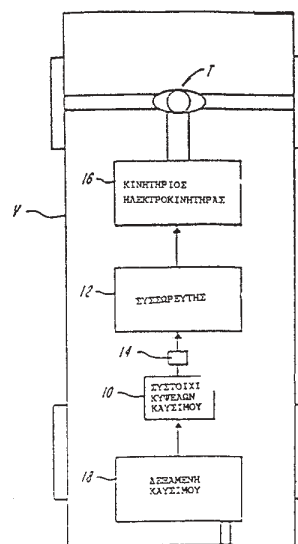 T
16
ΚΙΝΗΤΗΡΙΟΣ
ΗΛΕΚΤΡΟΚΙΝΗΤΗΡΑΣ
Υ
12
ΣΥΣΣΩΡΕΥΤΗΣ
14
10
ΣΥΣΤΟΙΧΙ
ΚΥΨΕΛΩΝ
ΚΑΥΣΙΜΟΥ
18
ΔΕΞΑΜΕΝΗ
ΚΑΥΣΙΜΟΥ